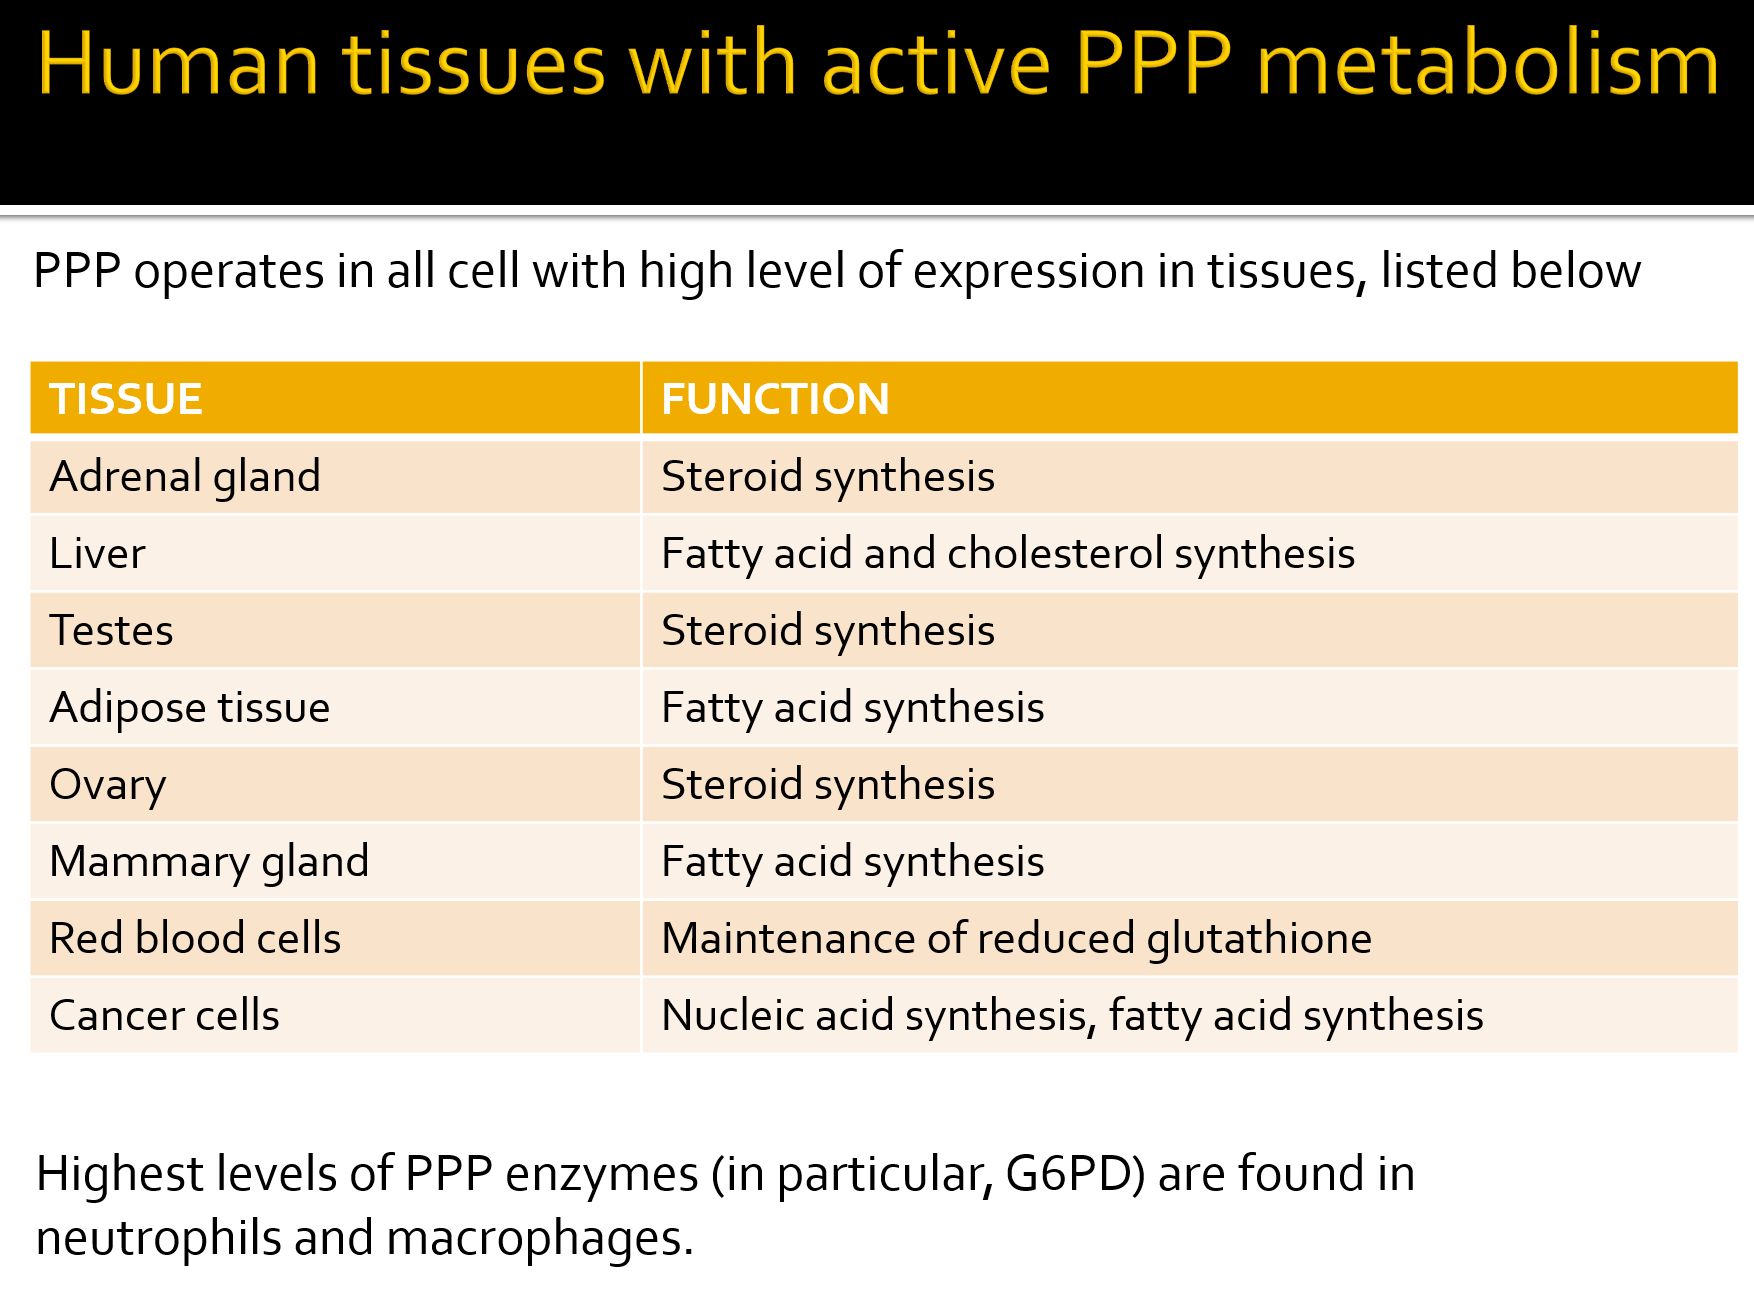 Human tissues with active PPP metabolism
PPP operates in all cell with high level of expression in tissues, listed below
TISSUE FUNCTION
Adrenal gland Steroid synthesis
Liver Fatty acid and cholesterol synthesis
Testes Steroid synthesis
Adipose tissue Fatty acid synthesis
Ovary Steroid synthesis
Mammary gland Fatty acid synthesis
Red blood cells Maintenance of reduced glutathione
Cancer cells Nucleic acid synthesis, fatty acid synthesis
Highest levels of PPP enzymes (in particular, G6PD) are found in
neutrophils and macrophages.